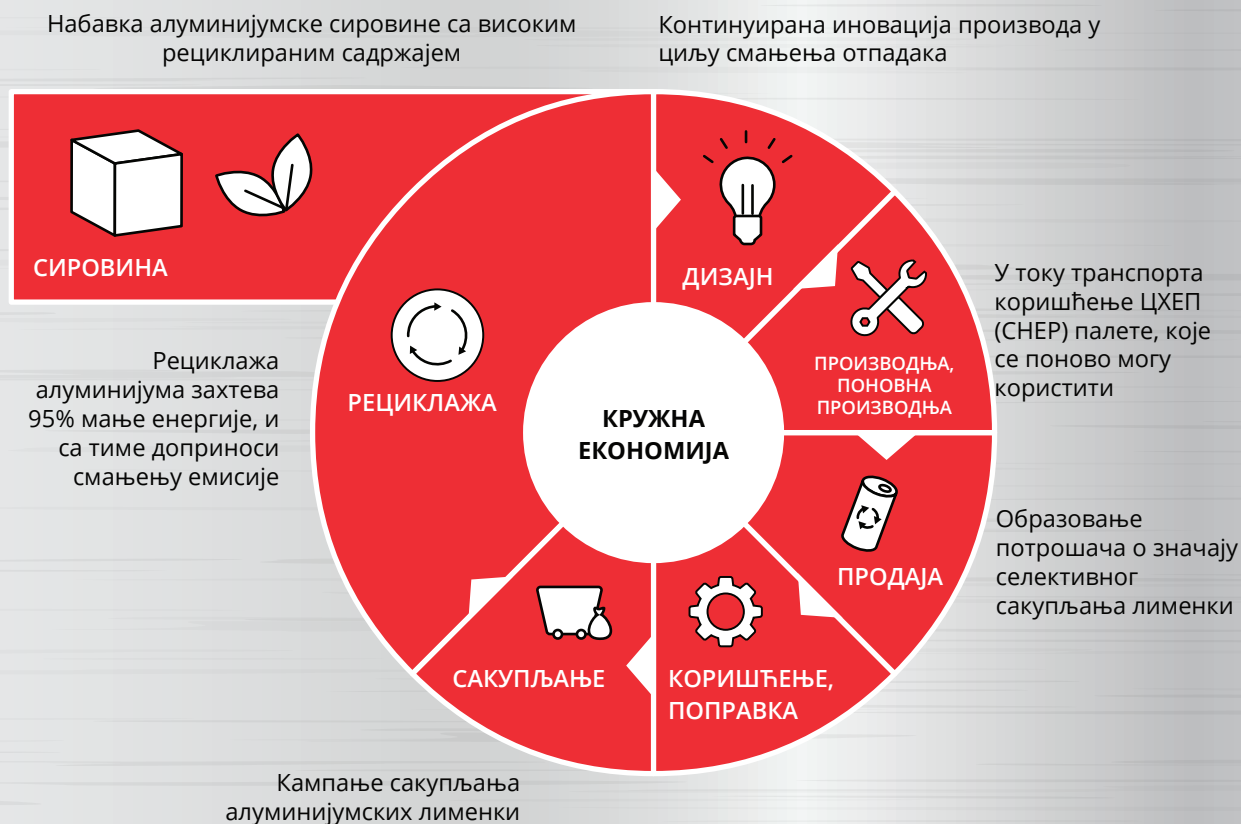 Набавка алуминијумске сировине са високим
рециклираним садржајем
Континуирана иновација производа у
циљу смањења отпадака
СИРОВИНА
ДИЗАЈН
У току транспорта
коришћење ЦХЕП
(CHEP) палете, које
се поново могу
користити
ПРОИЗВОДЊА,
ПОНОВНА
ПРОИЗВОДЊА
Рециклажа
алуминијума захтева
95% мање енергије, и
са тиме доприноси
смањењу емисије
РЕЦИКЛАЖА
КРУЖНА
ЕКОНОМИЈА
Образовање
потрошача о значају
селективног
сакупљања лименки
ПРОДАЈА
САКУПЉАЊЕ
КОРИШЋЕЊЕ,
ПОПРАВКА
Кампање сакупљања
алуминијумских лименки